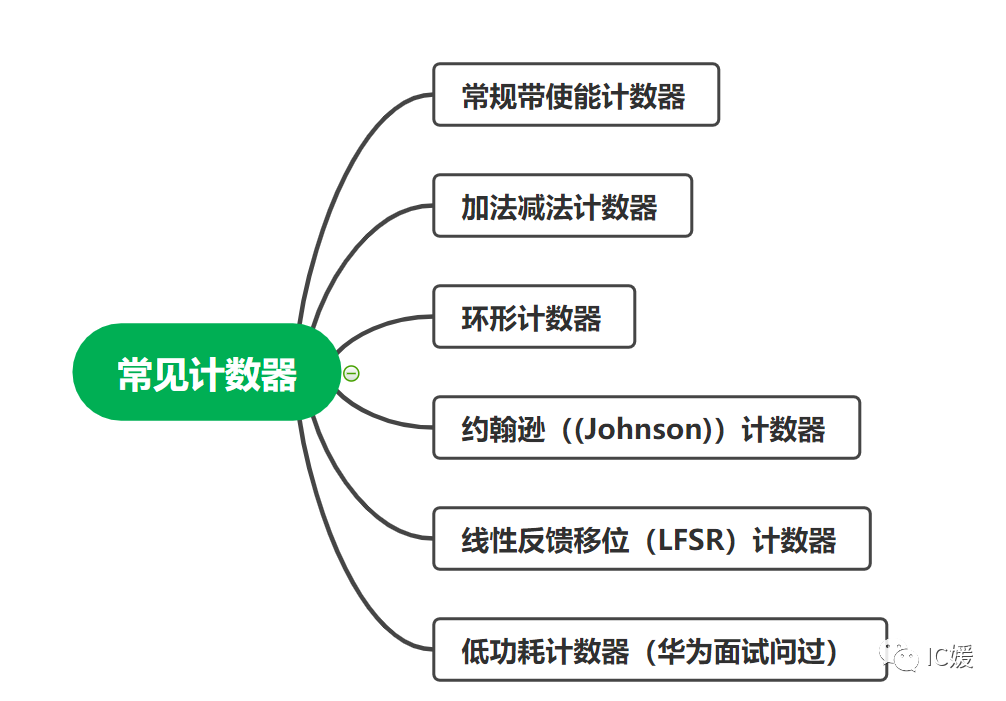 常规带使能计数器
加法减法计数器
环形计数器
常见计数器
约翰逊（(Johnson)）计数器
线性反馈移位（LFSR）计数器
低功耗计数器（华为面试问过）
IC媛